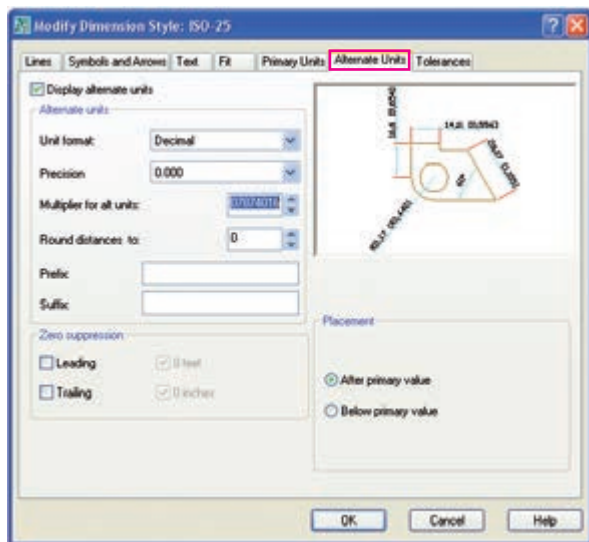 Modify Dimension Style: ISO-25
Lines Symbols and Arrows Text Fit Primary Units Alternate Units Tolerances
Display alternate units
Alternate units
Unit format: Decimal
Precision 0.000
Multiplier for alt units: 07874016
Round distances to: 0
Prefix:
Suffix:
Zero suppression
Leading 0 feet
Trailing 0 inches
Placement
After primary value
Below primary value
OK Cancel Help